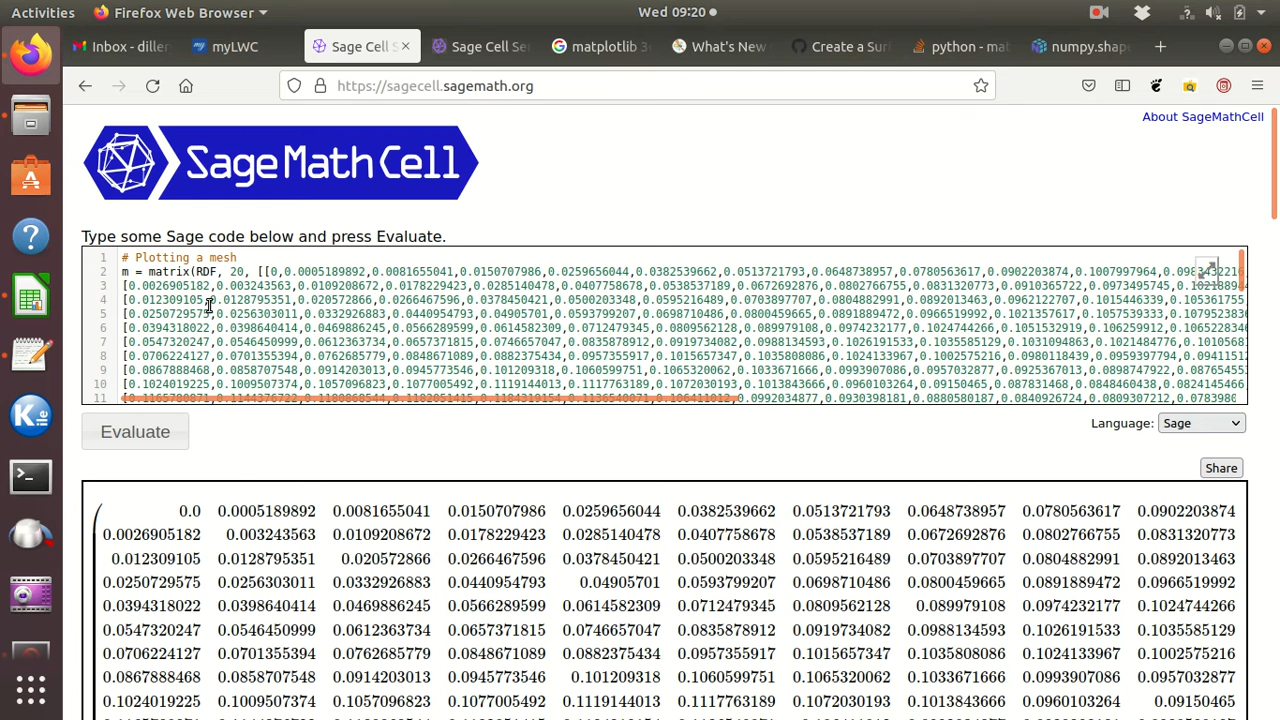 Activities Firefox Web Browser Wed 09:20
Inbox - diller myLWC Sage Cell S Sage Cell Se matplotlib 3 What's New Create a Sur python - mat numpy.shap
https://sagecell.sagemath.org
About SageMathCell
SageMathCell
Type some Sage code below and press Evaluate.
1 # Plotting a mesh
2 m = matrix(RDF, 20, [[0,0.0005189892,0.0081655041,0.0150707986,0.0259656044,0.0382539662,0.0513721793,0.0648738957,0.0780563617,0.0902203874,0.1007997964,
3 [0.0026905182,0.003243563,0.0109208672,0.0178229423,0.0285140478,0.0407758678,0.0538537189,0.0672692876,0.0802766755,0.0831320773,0.0910365722,0.0973495745,
4 [0.012309105,0.0128795351,0.020572866,0.0266467596,0.0378450421,0.0500203348,0.0595216489,0.0703897707,0.0804882991,0.0892013463,0.0962122707,0.1015446339,0.105361755
5 [0.0250729575,0.0256303011,0.0332926883,0.0440954793,0.04905701,0.0593799207,0.0698710486,0.0800459665,0.0891889472,0.0966519992,0.1021357617,0.1057539333,
6 [0.0394318022,0.0398640414,0.0469886245,0.0566289599,0.0614582309,0.0712479345,0.0809562128,0.089979108,0.0974232177,0.1024744266,0.1051532919,0.106259912,
7 [0.0547320247,0.0546450999,0.0612363734,0.0657371815,0.0746657047,0.0835878912,0.0919734082,0.0988134593,0.1026191533,0.1035585129,0.1031094863,0.1021484776,
8 [0.0706224127,0.0701355394,0.0762685779,0.0848671089,0.0882375434,0.0957355917,0.1015657347,0.1035808086,0.1024133967,0.1002575216,0.0980118439,0.0959397794,
9 [0.0867888468,0.0858707548,0.0914203013,0.0945773546,0.101209318,0.1060599751,0.1065320062,0.1033671666,0.0993907086,0.0957032877,0.0925367013,0.0898747922,
10 [0.1024019225,0.1009507374,0.1057096823,0.1077005492,0.1119144013,0.1117763189,0.1072030193,0.1013843666,0.0960103264,0.09150465,0.087831468,0.0848460438,
11
Evaluate
Language: Sage
Share
0.0 0.0005189892 0.0081655041 0.0150707986 0.0259656044 0.0382539662 0.0513721793 0.0648738957 0.0780563617 0.0902203874
0.0026905182 0.003243563 0.0109208672 0.0178229423 0.0285140478 0.0407758678 0.0538537189 0.0672692876 0.0802766755 0.0831320773
0.012309105 0.0128795351 0.020572866 0.0266467596 0.0378450421 0.0500203348 0.0595216489 0.0703897707 0.0804882991 0.0892013463
0.0250729575 0.0256303011 0.0332926883 0.0440954793 0.04905701 0.0593799207 0.0698710486 0.0800459665 0.0891889472 0.0966519992
0.0394318022 0.0398640414 0.0469886245 0.0566289599 0.0614582309 0.0712479345 0.0809562128 0.089979108 0.0974232177 0.1024744266
0.0547320247 0.0546450999 0.0612363734 0.0657371815 0.0746657047 0.0835878912 0.0919734082 0.0988134593 0.1026191533 0.1035585129
0.0706224127 0.0701355394 0.0762685779 0.0848671089 0.0882375434 0.0957355917 0.1015657347 0.1035808086 0.1024133967 0.1002575216
0.0867888468 0.0858707548 0.0914203013 0.0945773546 0.101209318 0.1060599751 0.1065320062 0.1033671666 0.0993907086 0.0957032877
0.1024019225 0.1009507374 0.1057096823 0.1077005492 0.1119144013 0.1117763189 0.1072030193 0.1013843666 0.0960103264 0.09150465